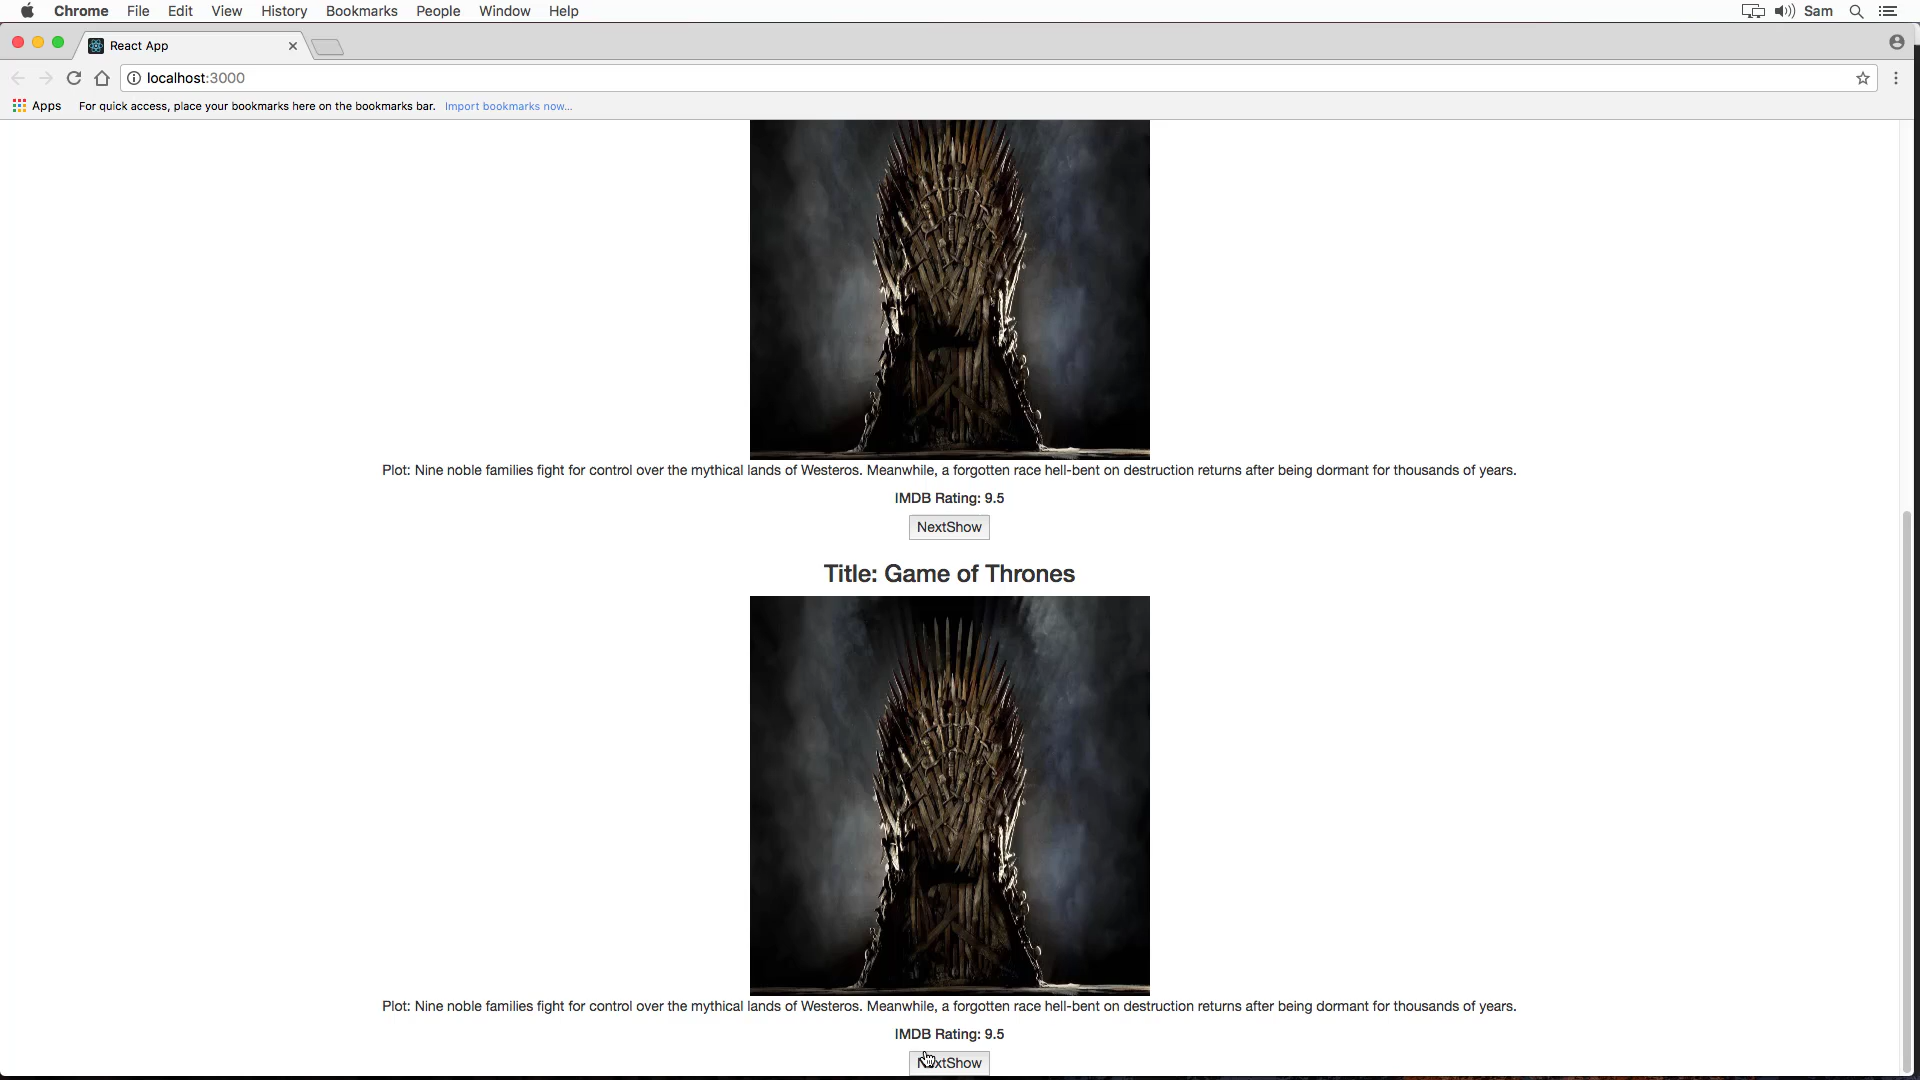 Chrome File Edit View History Bookmarks People Window Help Sam
React App
localhost:3000
Apps For quick access, place your bookmarks here on the bookmarks bar. Import bookmarks now...
Plot: Nine noble families fight for control over the mythical lands of Westeros. Meanwhile, a forgotten race hell-bent on destruction returns after being dormant for thousands of years.
IMDB Rating: 9.5
NextShow
Title: Game of Thrones
Plot: Nine noble families fight for control over the mythical lands of Westeros. Meanwhile, a forgotten race hell-bent on destruction returns after being dormant for thousands of years.
IMDB Rating: 9.5
NextShow